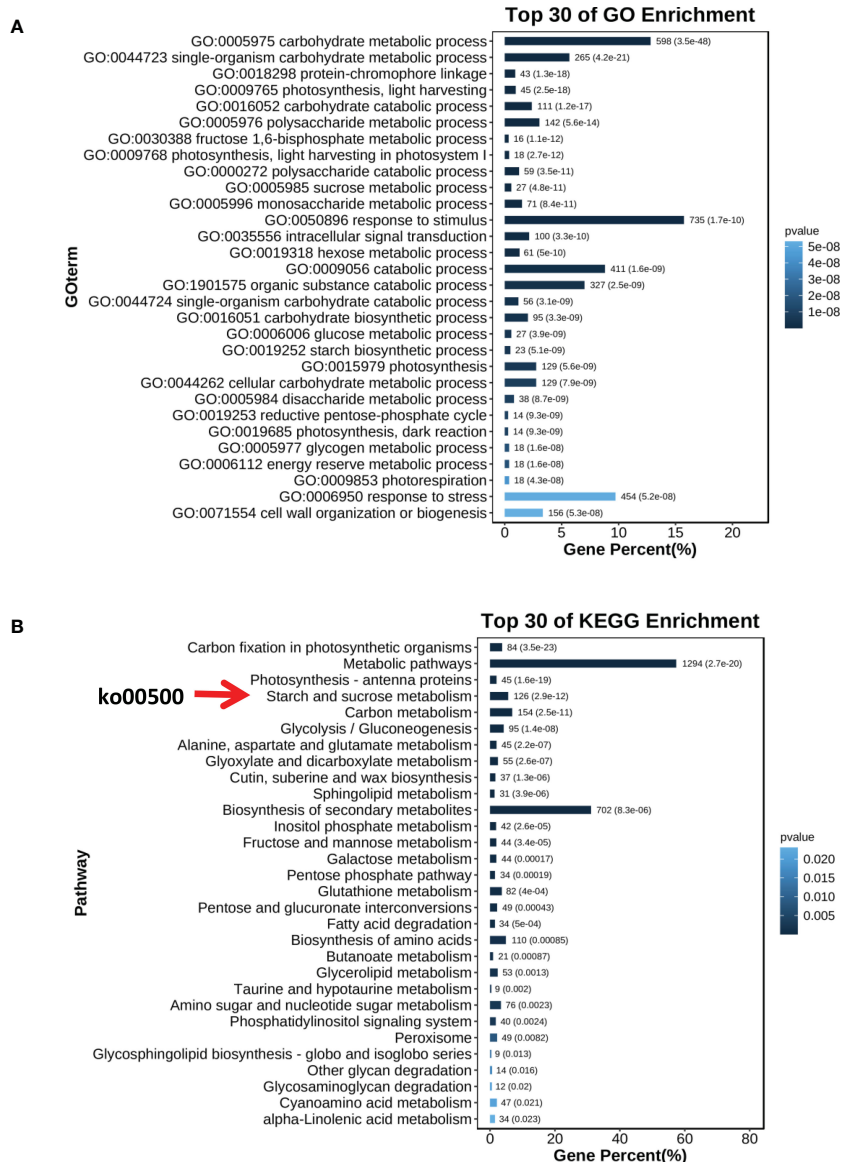 A
Top 30 of GO Enrichment
GO:0005975 carbohydrate metabolic process 598 (3.5e-48)
GO:0044723 single-organism carbohydrate metabolic process 265 (4.2e-21)
GO:0018298 protein-chromophore linkage 43 (1.3e-18)
GO:0009765 photosynthesis, light harvesting 45 (2.5e-18)
GO:0016052 carbohydrate catabolic process 111 (1.2e-17)
GO:0005976 polysaccharide metabolic process 142 (5.6e-14)
GO:0030388 fructose 1,6-bisphosphate metabolic process 16 (1.1e-12)
GO:0009768 photosynthesis, light harvesting in photosystem I 18 (2.7e-12)
GO:0000272 polysaccharide catabolic process 59 (3.5e-11)
GO:0005985 sucrose metabolic process 27 (4.8e-11)
GO:0005996 monosaccharide metabolic process 71 (8.4e-11)
GO:0050896 response to stimulus 735 (1.7e-10)
GO:0035556 intracellular signal transduction 100 (3.3e-10)
GO:0019318 hexose metabolic process 61 (5e-10)
GO:0009056 catabolic process 411 (1.6e-09)
GO:1901575 organic substance catabolic process 327 (2.5e-09)
GO:0044724 single-organism carbohydrate catabolic process 56 (3.1e-09)
GO:0016051 carbohydrate biosynthetic process 95 (3.3e-09)
GO:0006006 glucose metabolic process 27 (3.9e-09)
GO:0019252 starch biosynthetic process 23 (5.1e-09)
GO:0015979 photosynthesis 129 (5.6e-09)
GO:0044262 cellular carbohydrate metabolic process 129 (7.9e-09)
GO:0005984 disaccharide metabolic process 38 (8.7e-09)
GO:0019253 reductive pentose-phosphate cycle 14 (9.3e-09)
GO:0019685 photosynthesis, dark reaction 14 (9.3e-09)
GO:0005977 glycogen metabolic process 18 (1.6e-08)
GO:0006112 energy reserve metabolic process 18 (1.6e-08)
GO:0009853 photorespiration 18 (4.3e-08)
GO:0006950 response to stress 454 (5.2e-08)
GO:0071554 cell wall organization or biogenesis 156 (5.3e-08)
GOterm
0 5 10 15 20
Gene Percent(%)
pvalue
5e-08
4e-08
3e-08
2e-08
1e-08
B
Top 30 of KEGG Enrichment
Carbon fixation in photosynthetic organisms 84 (3.5e-23)
Metabolic pathways 1294 (2.7e-20)
Photosynthesis - antenna proteins 45 (1.6e-19)
ko00500 Starch and sucrose metabolism 126 (2.9e-12)
Carbon metabolism 154 (2.5e-11)
Glycolysis / Gluconeogenesis 95 (1.4e-08)
Alanine, aspartate and glutamate metabolism 45 (2.2e-07)
Glyoxylate and dicarboxylate metabolism 55 (2.6e-07)
Cutin, suberine and wax biosynthesis 37 (1.3e-06)
Sphingolipid metabolism 31 (3.9e-06)
Biosynthesis of secondary metabolites 702 (8.3e-06)
Inositol phosphate metabolism 42 (2.6e-05)
Fructose and mannose metabolism 44 (3.4e-05)
Galactose metabolism 44 (0.00017)
Pentose phosphate pathway 34 (0.00019)
Glutathione metabolism 82 (4e-04)
Pentose and glucuronate interconversions 49 (0.00043)
Fatty acid degradation 34 (5e-04)
Biosynthesis of amino acids 110 (0.00085)
Butanoate metabolism 21 (0.00087)
Glycerolipid metabolism 53 (0.0013)
Taurine and hypotaurine metabolism 9 (0.002)
Amino sugar and nucleotide sugar metabolism 76 (0.0023)
Phosphatidylinositol signaling system 40 (0.0024)
Peroxisome 49 (0.0082)
Glycosphingolipid biosynthesis - globo and isoglobo series 9 (0.013)
Other glycan degradation 14 (0.016)
Glycosaminoglycan degradation 12 (0.02)
Cyanoamino acid metabolism 47 (0.021)
alpha-Linolenic acid metabolism 34 (0.023)
Pathway
0 20 40 60 80
Gene Percent(%)
pvalue
0.020
0.015
0.010
0.005